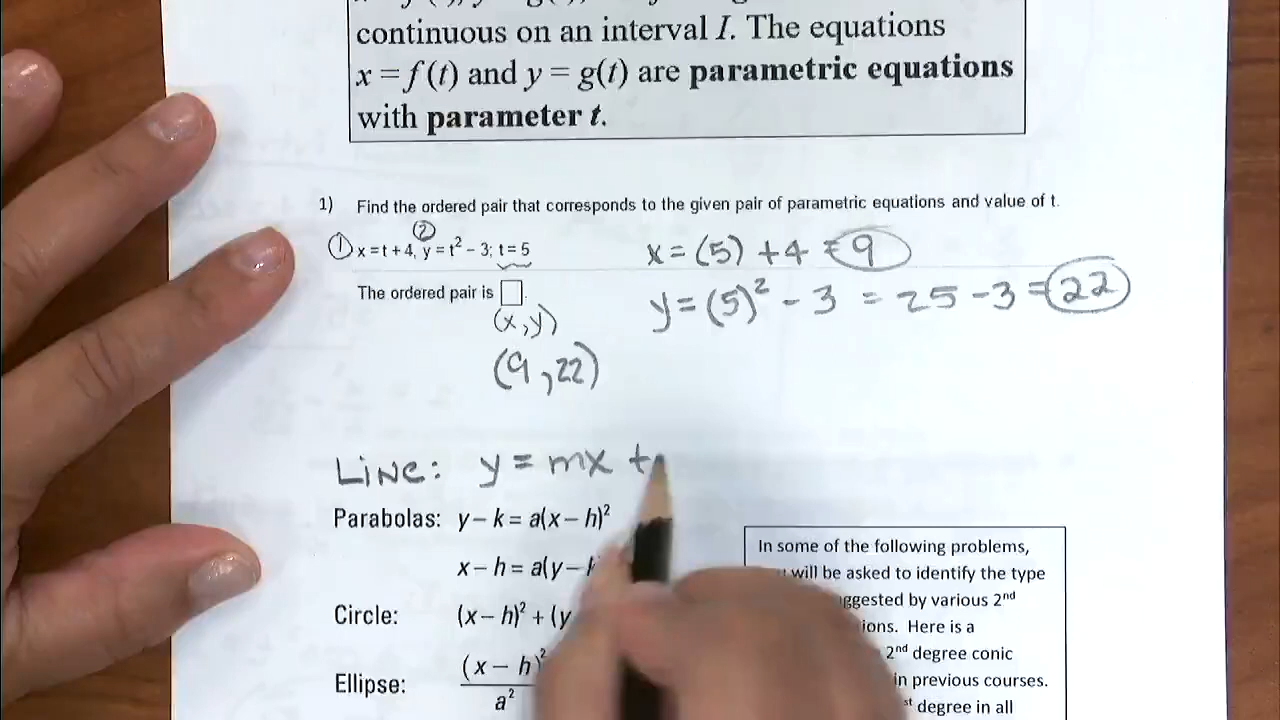 continuous on an interval I. The equations
x = f(t) and y = g(t) are parametric equations
with parameter t.
1) Find the ordered pair that corresponds to the given pair of parametric equations and value of t.
② 
① x = t + 4, y = t² − 3; t = 5
x = (5) + 4 = 9
The ordered pair is □.
y = (5)² - 3 = 25 - 3 = 22
(x, y)
(9, 22)
Line: y = mx +
Parabolas: y − k = a(x − h)²
x − h = a(y −
Circle: (x − h)² + (y
Ellipse: (x − h)²
a²
In some of the following problems,
will be asked to identify the type
suggested by various 2nd
Here is a
2nd degree conic
in previous courses.
degree in all